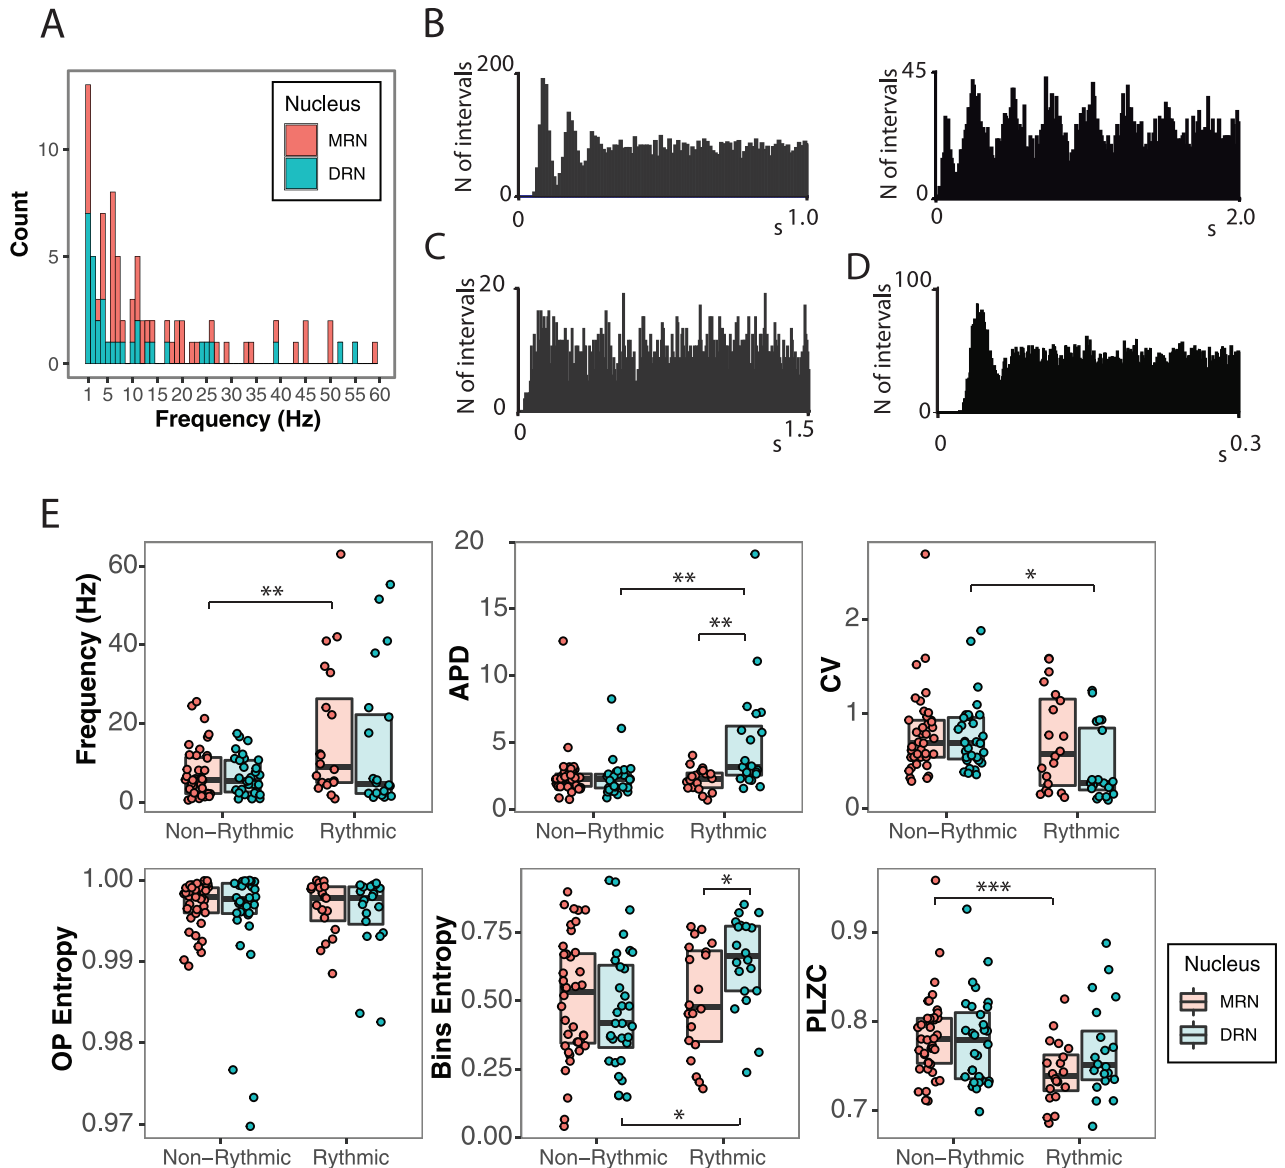 A
Count
10
5
0
1 5 10 15 20 25 30 35 40 45 50 55 60
Frequency (Hz)
Nucleus
MRN
DRN
B
N of intervals
200
0
0
s 1.0
N of intervals
45
0
0
s 2.0
C
N of intervals
20
0
0
s 1.5
D
N of intervals
100
0
0
s 0.3
E
Frequency (Hz)
60
40
20
0
**
Non-Rythmic Rythmic
APD
20
15
10
5
0
**
**
Non-Rythmic Rythmic
CV
2
1
0
*
Non-Rythmic Rythmic
OP Entropy
1.00
0.99
0.98
0.97
Non-Rythmic Rythmic
Bins Entropy
0.75
0.50
0.25
0.00
*
*
Non-Rythmic Rythmic
PLZC
0.9
0.8
0.7
***
Non-Rythmic Rythmic
Nucleus
MRN
DRN